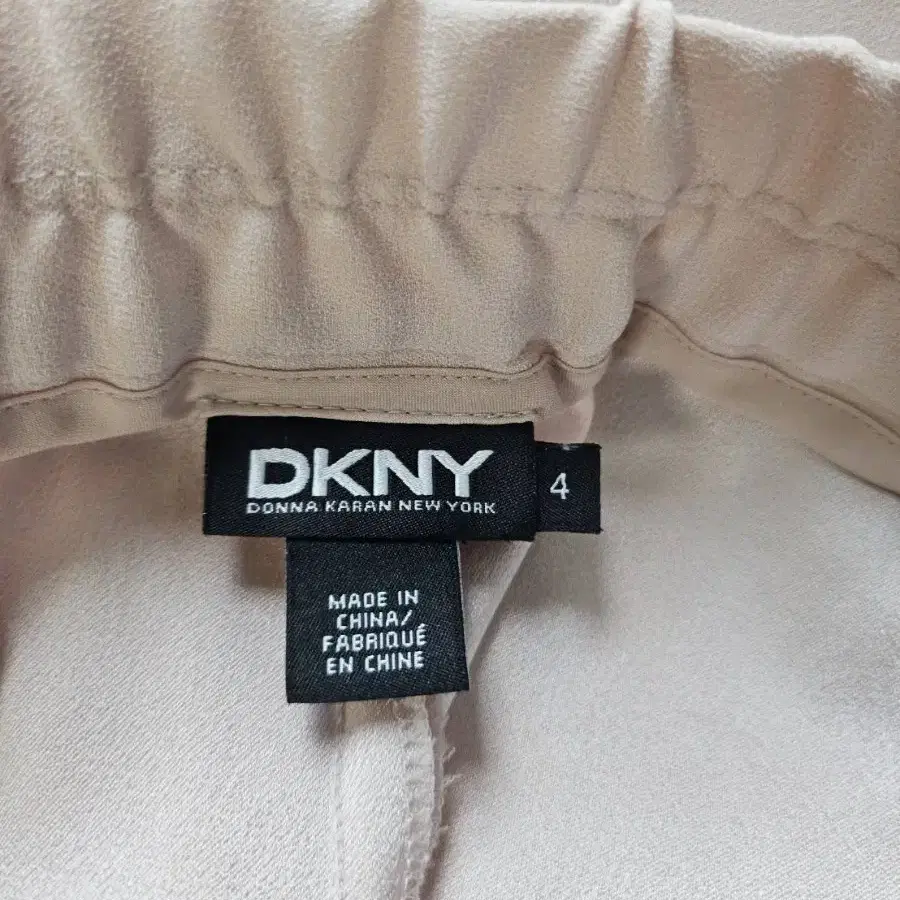 DKNY
DONNA KARAN NEW YORK
4
MADE IN
CHINA/
FABRIQUÉ
EN CHINE